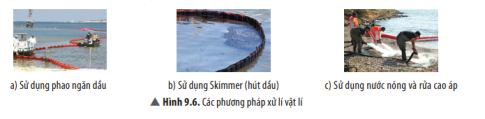 a) Sử dụng phao ngăn dầu
b) Sử dụng Skimmer (hút dầu)
c) Sử dụng nước nóng và rửa cao áp
▲ Hình 9.6. Các phương pháp xử lí vật lí